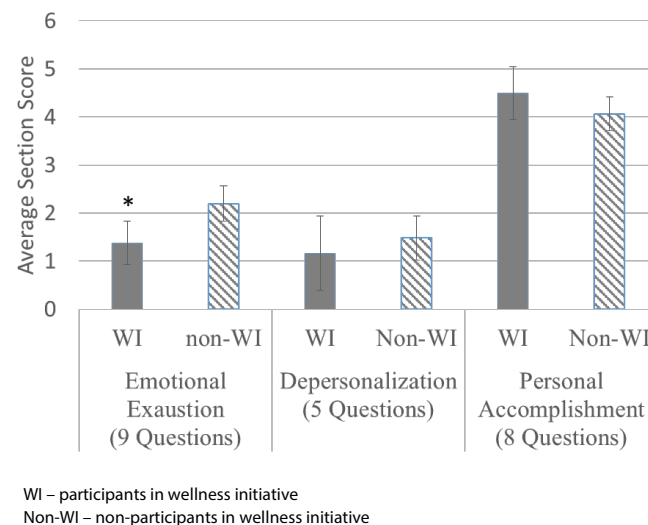 6
5
4
3
2
1
0
Average Section Score
*
WI non-WI WI Non-WI WI Non-WI
Emotional Exaustion (9 Questions)
Depersonalization (5 Questions)
Personal Accomplishment (8 Questions)
WI – participants in wellness initiative
Non-WI – non-participants in wellness initiative